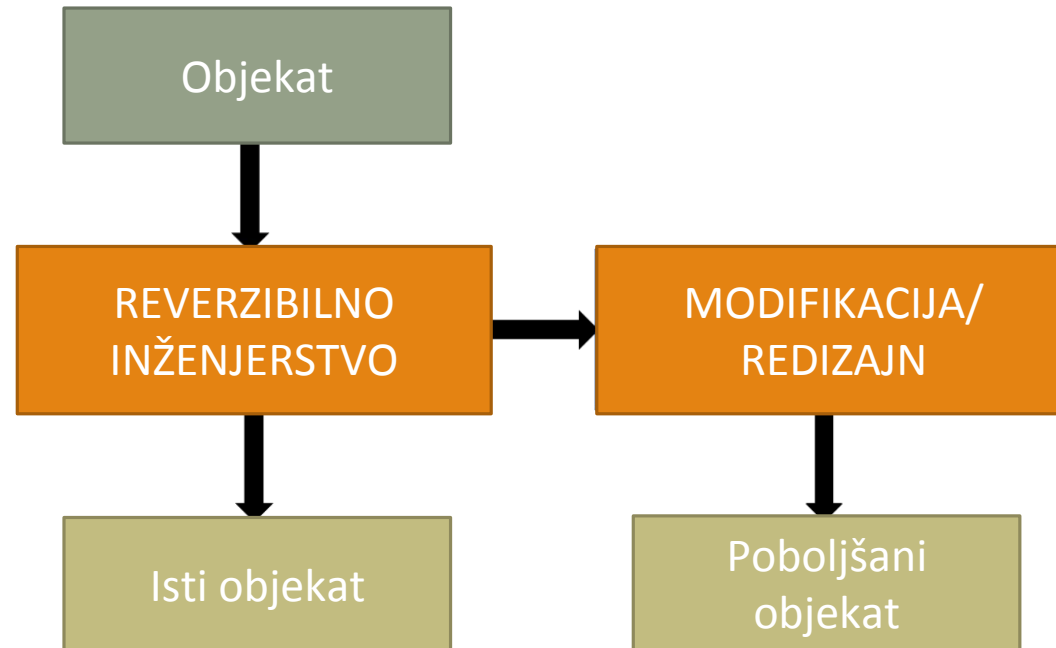 Objekat
REVERZIBILNO
INŽENJERSTVO
MODIFIKACIJA/
REDIZAJN
Isti objekat
Poboljšani
objekat